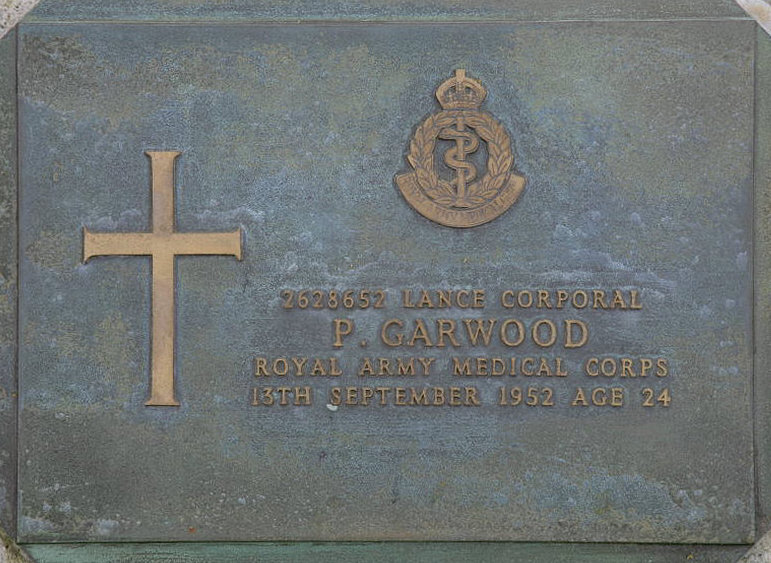 2628652 LANCE CORPORAL
P. GARWOOD
ROYAL ARMY MEDICAL CORPS
13TH SEPTEMBER 1952 AGE 24